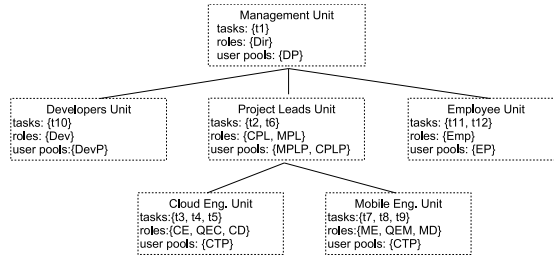 Management Unit
tasks: {t1}
roles: {Dir}
user pools: {DP}
Developers Unit
tasks: {t10}
roles: {Dev}
user pools:{DevP}
Project Leads Unit
tasks: {t2, t6}
roles: {CPL, MPL}
user pools: {MPLP, CPLP}
Employee Unit
tasks: {t11, t12}
roles: {Emp}
user pools: {EP}
Cloud Eng. Unit
tasks:{t3, t4, t5}
roles:{CE, QEC, CD}
user pools: {CTP}
Mobile Eng. Unit
tasks:{t7, t8, t9}
roles:{ME, QEM, MD}
user pools: {CTP}